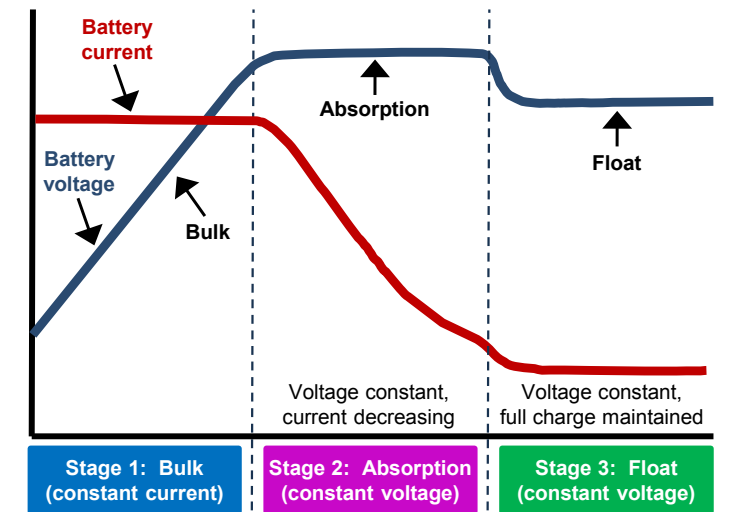 Battery
current
Absorption
Battery
voltage
Float
Bulk
Voltage constant,
current decreasing
Voltage constant,
full charge maintained
Stage 1:  Bulk
(constant current)
Stage 2:  Absorption
(constant voltage)
Stage 3:  Float
(constant voltage)